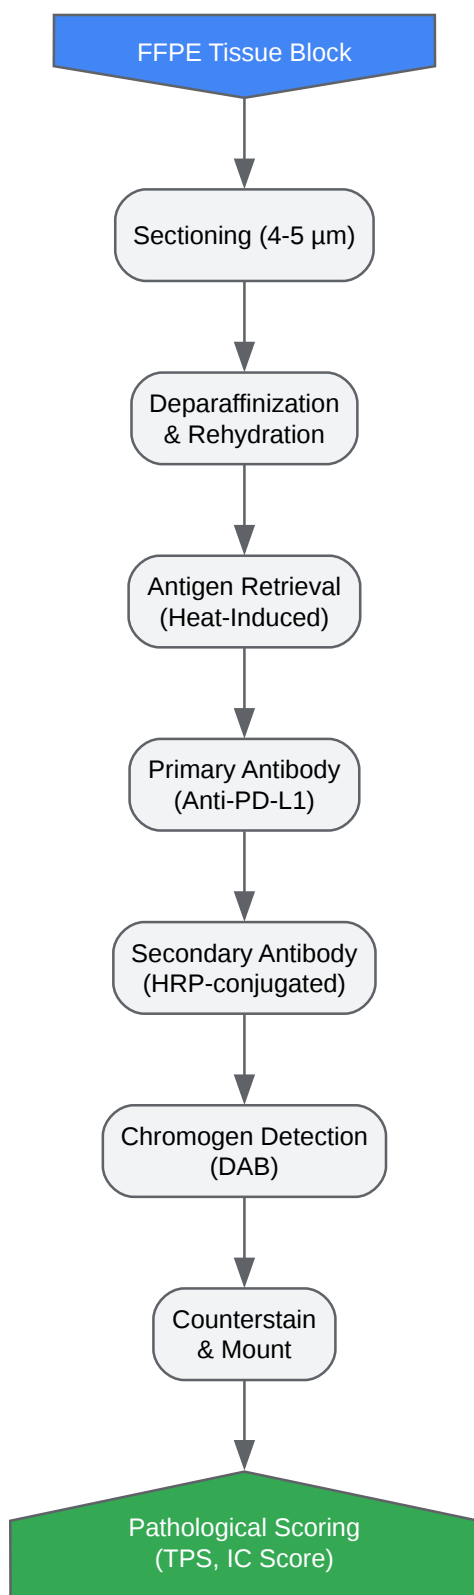 FFPE Tissue Block
Sectioning (4-5 µm)
Deparaffinization
& Rehydration
Antigen Retrieval
(Heat-Induced)
Primary Antibody
(Anti-PD-L1)
Secondary Antibody
(HRP-conjugated)
Chromogen Detection
(DAB)
Counterstain
& Mount
Pathological Scoring
(TPS, IC Score)